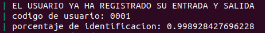 | EL USUARIO YA HA REGISTRADO SU ENTRADA Y SALIDA
| codigo de usuario: 0001
| porcentaje de identificacion: 0.998928427696228